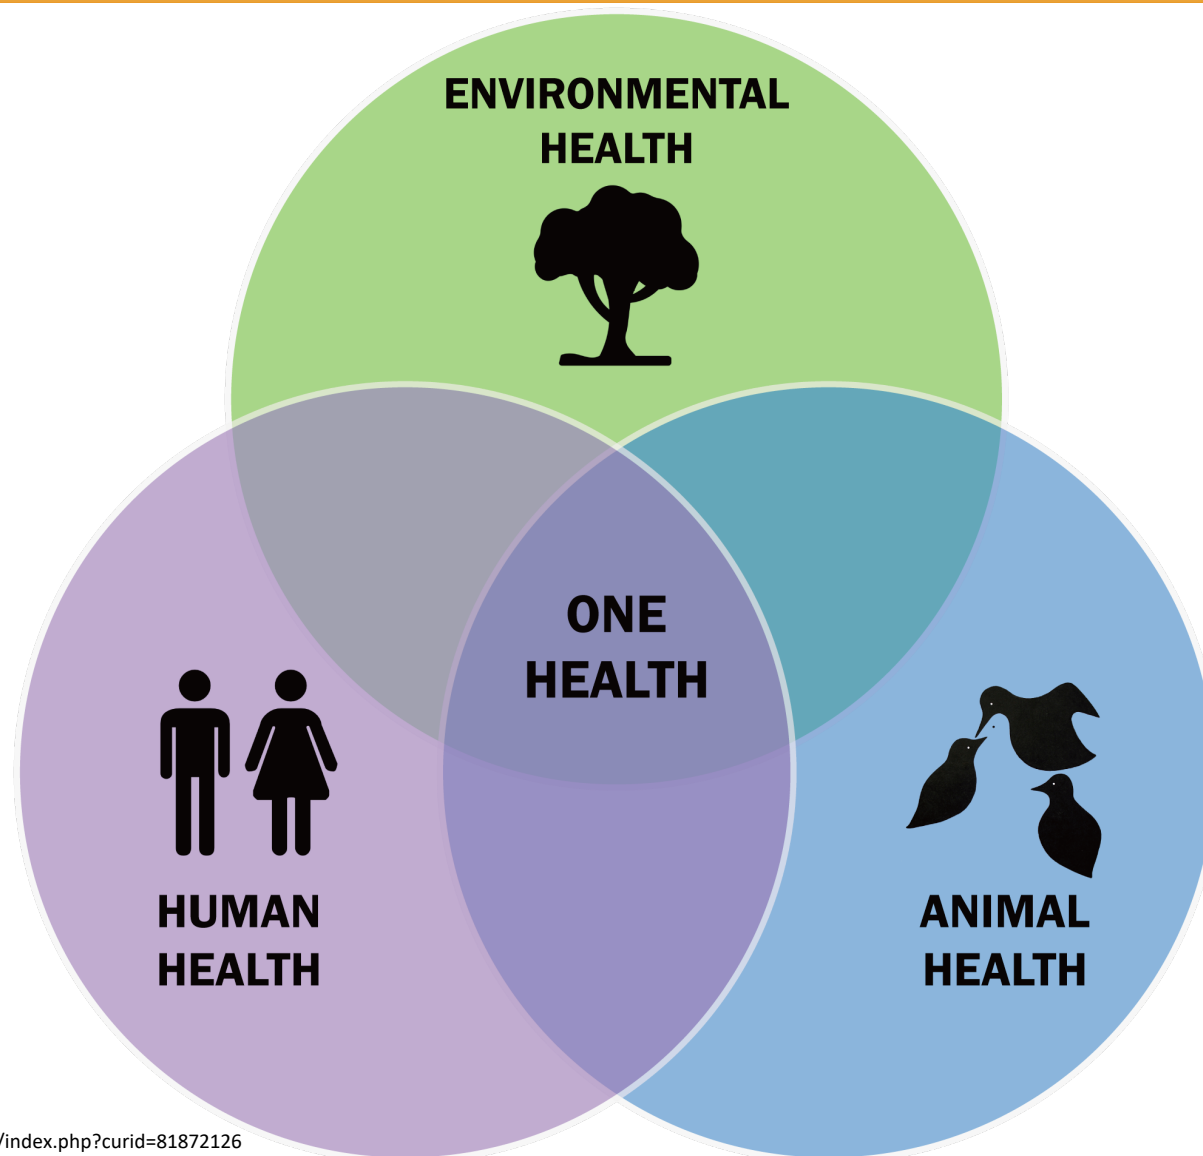 ENVIRONMENTAL
HEALTH
ONE
HEALTH
HUMAN
HEALTH
ANIMAL
HEALTH
/index.php?curid=81872126